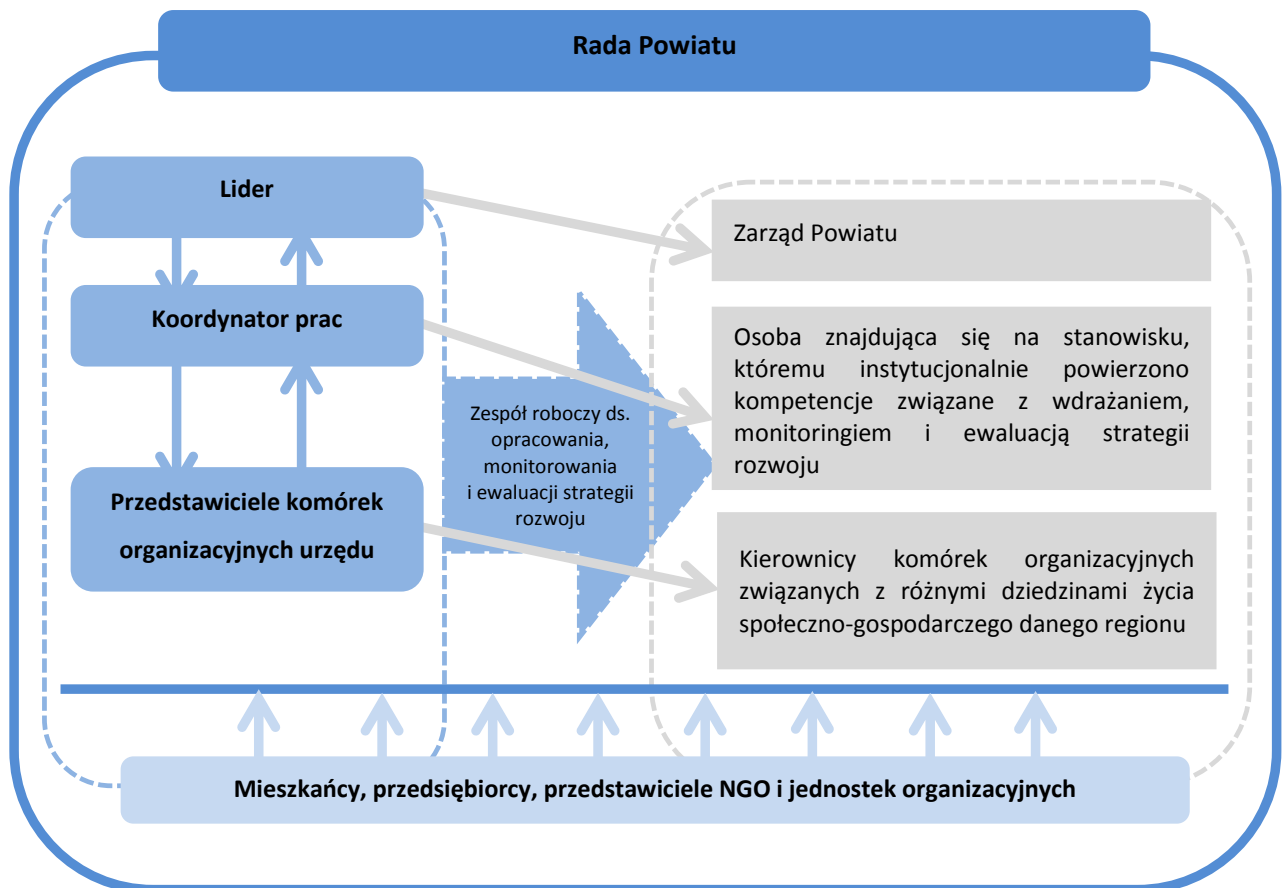 Rada Powiatu
Lider
Koordynator prac
Przedstawiciele komórek
organizacyjnych urzędu
Zespół roboczy ds.
opracowania,
monitorowania
i ewaluacji strategii
rozwoju
Zarząd Powiatu
Osoba znajdująca się na stanowisku,
któremu instytucjonalnie powierzono
kompetencje związane z wdrażaniem,
monitoringiem i ewaluacją strategii
rozwoju
Kierownicy komórek organizacyjnych
związanych z różnymi dziedzinami życia
społeczno-gospodarczego danego regionu
Mieszkańcy, przedsiębiorcy, przedstawiciele NGO i jednostek organizacyjnych